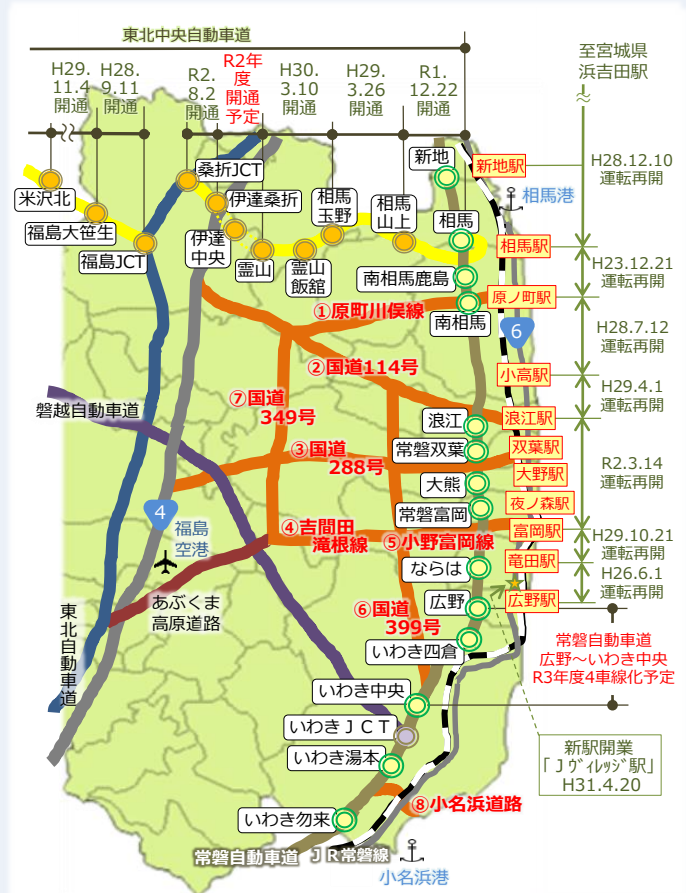 東北中央自動車道
至宮城県
浜吉田駅
H29.
11.4
開通
H28.
9.11
開通
R2.
8.2
開通
R2年
度
開通
予定
H30.
3.10
開通
H29.
3.26
開通
R1.
12.22
開通
新地
新地駅
H28.12.10
運転再開
桑折JCT
米沢北
伊達桑折
相馬
玉野
相馬
山上
相馬
相馬港
福島大笹生
伊達
中央
福島JCT
霊山
霊山
飯舘
相馬駅
H23.12.21
運転再開
南相馬鹿島
①原町川俣線
原ノ町駅
南相馬
6
H28.7.12
運転再開
②国道114号
小高駅
⑦国道
349号
H29.4.1
運転再開
磐越自動車道
浪江
浪江駅
常磐双葉
双葉駅
③国道
288号
大野駅
R2.3.14
運転再開
大熊
夜ノ森駅
4
福島
空港
常磐富岡
④吉間田
滝根線
⑤小野富岡線
富岡駅
H29.10.21
運転再開
ならは
竜田駅
H26.6.1
運転再開
あぶくま
高原道路
⑥国道
399号
広野
広野駅
東北自動車道
いわき四倉
常磐自動車道
広野～いわき中央
R3年度4車線化予定
いわき中央
いわきＪＣＴ
新駅開業
「Ｊヴィレッジ駅」
H31.4.20
いわき湯本
⑧小名浜道路
いわき勿来
常磐自動車道
ＪＲ常磐線
小名浜港